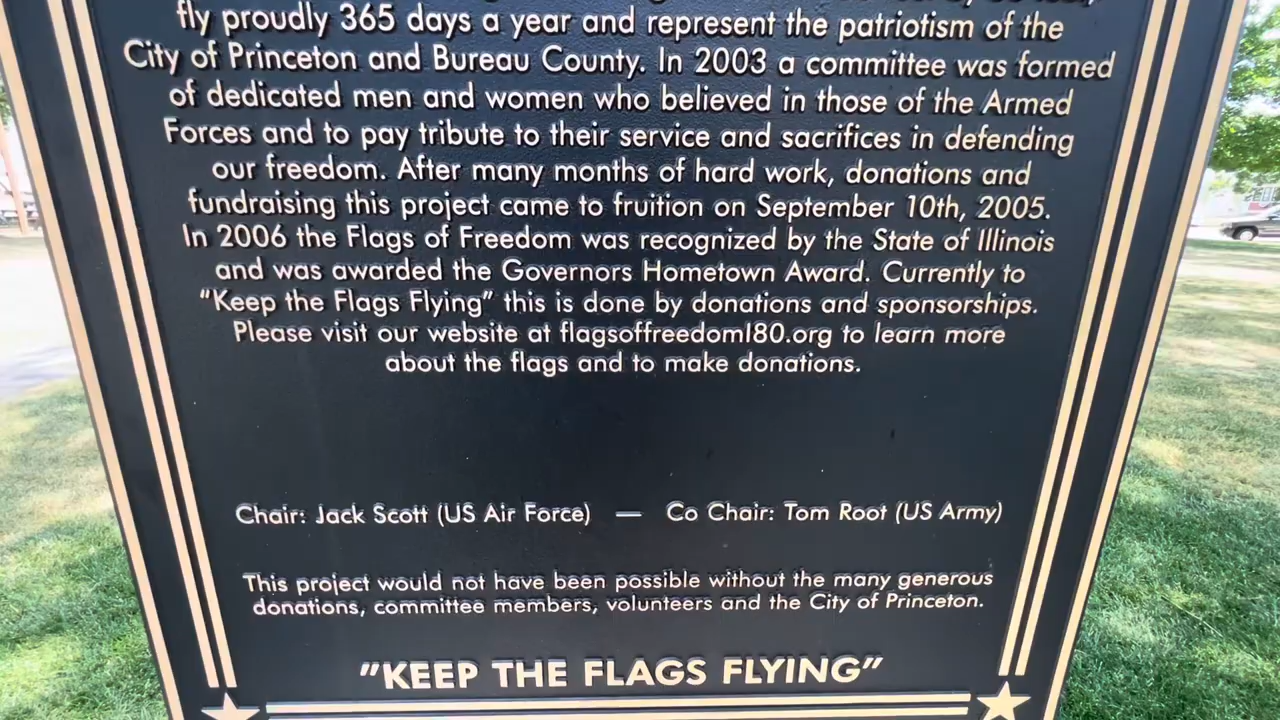 fly proudly 365 days a year and represent the patriotism of the
City of Princeton and Bureau County. In 2003 a committee was formed
of dedicated men and women who believed in those of the Armed
Forces and to pay tribute to their service and sacrifices in defending
our freedom. After many months of hard work, donations and
fundraising this project came to fruition on September 10th, 2005.
In 2006 the Flags of Freedom was recognized by the State of Illinois
and was awarded the Governors Hometown Award. Currently to
"Keep the Flags Flying" this is done by donations and sponsorships.
Please visit our website at flagsoffreedomI80.org to learn more
about the flags and to make donations.
Chair: Jack Scott (US Air Force) — Co Chair: Tom Root (US Army)
This project would not have been possible without the many generous
donations, committee members, volunteers and the City of Princeton.
"KEEP THE FLAGS FLYING"